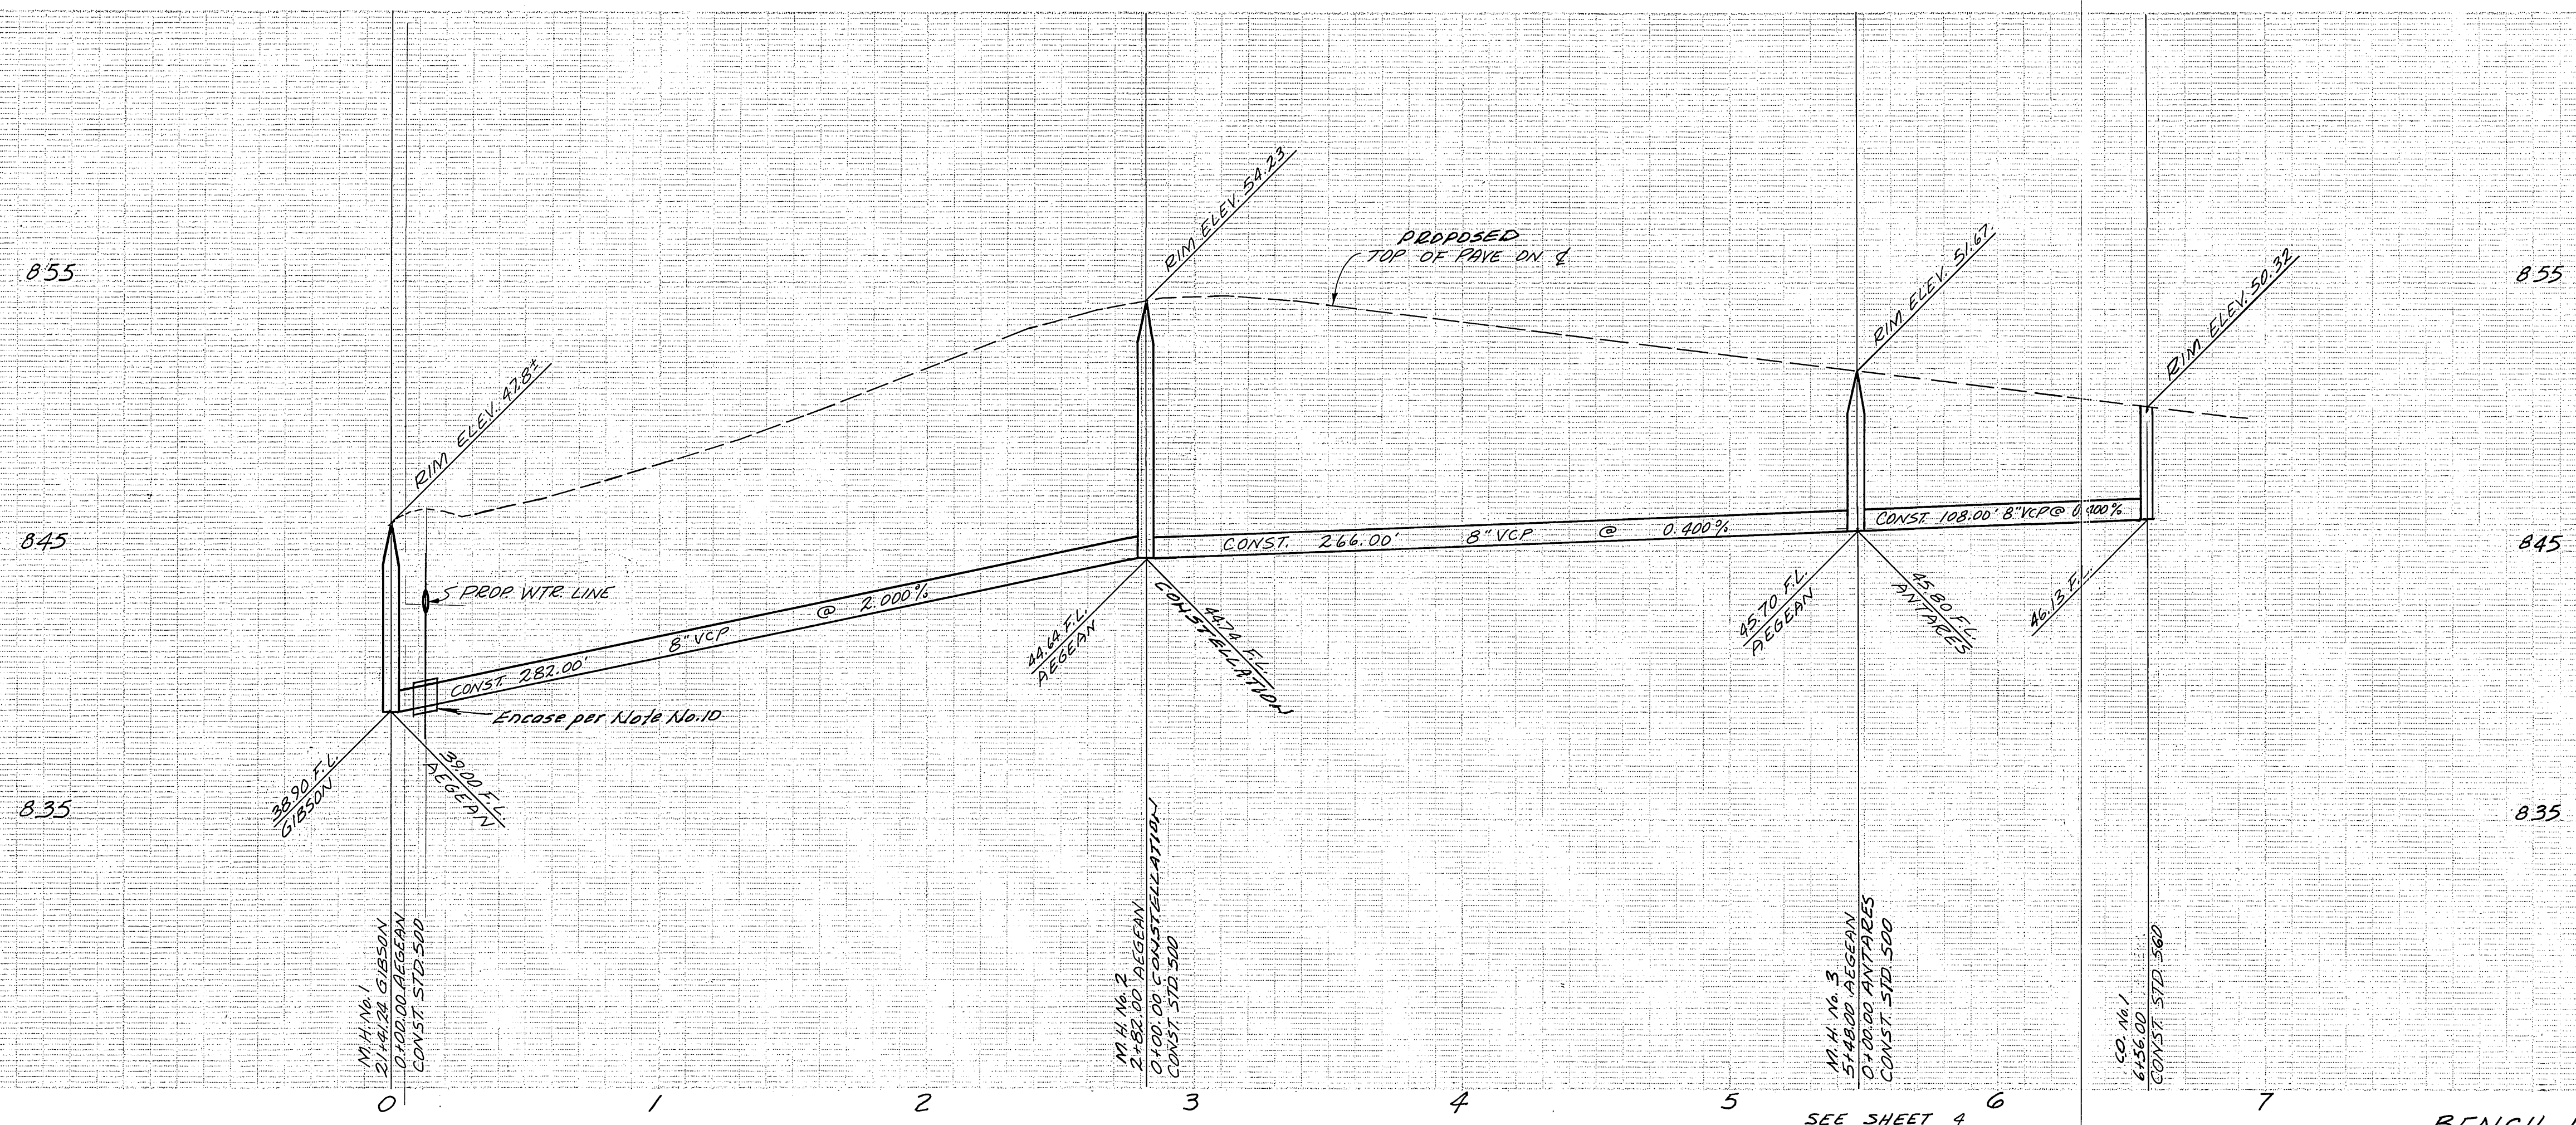 RIM ELEV. 54.23
PROPOSED
TOP OF PAVE ON ℄
RIM ELEV. 51.67
RIM ELEV. 50.32
855
855
RIM ELEV. 47.8±
845
845
PROP. WTR. LINE
CONST. 282.00' 8" VCP @ 2.000%
CONST. 266.00' 8" VCP @ 0.400%
CONST. 108.00' 8" VCP @ 0.400%
Encase per Note No. 10
38.90 F.L.
GIBSON
39.00 F.L.
AEGEAN
44.64 F.L.
AEGEAN
44.74 F.L.
CONSTELLATION
45.70 F.L.
AEGEAN
45.80 F.L.
ANTARES
46.13 F.L.
835
835
M.H. No. 1
21+41.24 GIBSON
0+00.00 AEGEAN
CONST. STD. 500
M.H. No. 2
2+82.00 AEGEAN
0+00.00 CONSTELLATION
CONST. STD. 500
M.H. No. 3
5+48.00 AEGEAN
0+00.00 ANTARES
CONST. STD. 500
C.O. No. 1
6+56.00
CONST. STD. 560
0 1 2 3 4 5 6 7
SEE SHEET 4